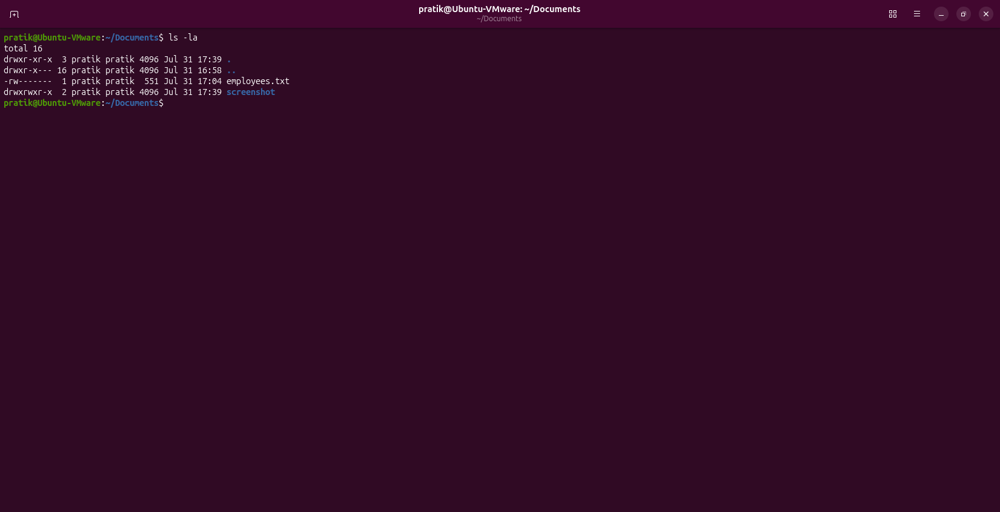 pratik@Ubuntu-VMware: ~/Documents
~/Documents
pratik@Ubuntu-VMware:~/Documents$ ls -la
total 16
drwxr-xr-x  3 pratik pratik 4096 Jul 31 17:39 .
drwxr-x--- 16 pratik pratik 4096 Jul 31 16:58 ..
-rw-------  1 pratik pratik  551 Jul 31 17:04 employees.txt
drwxrwxr-x  2 pratik pratik 4096 Jul 31 17:39 screenshot
pratik@Ubuntu-VMware:~/Documents$